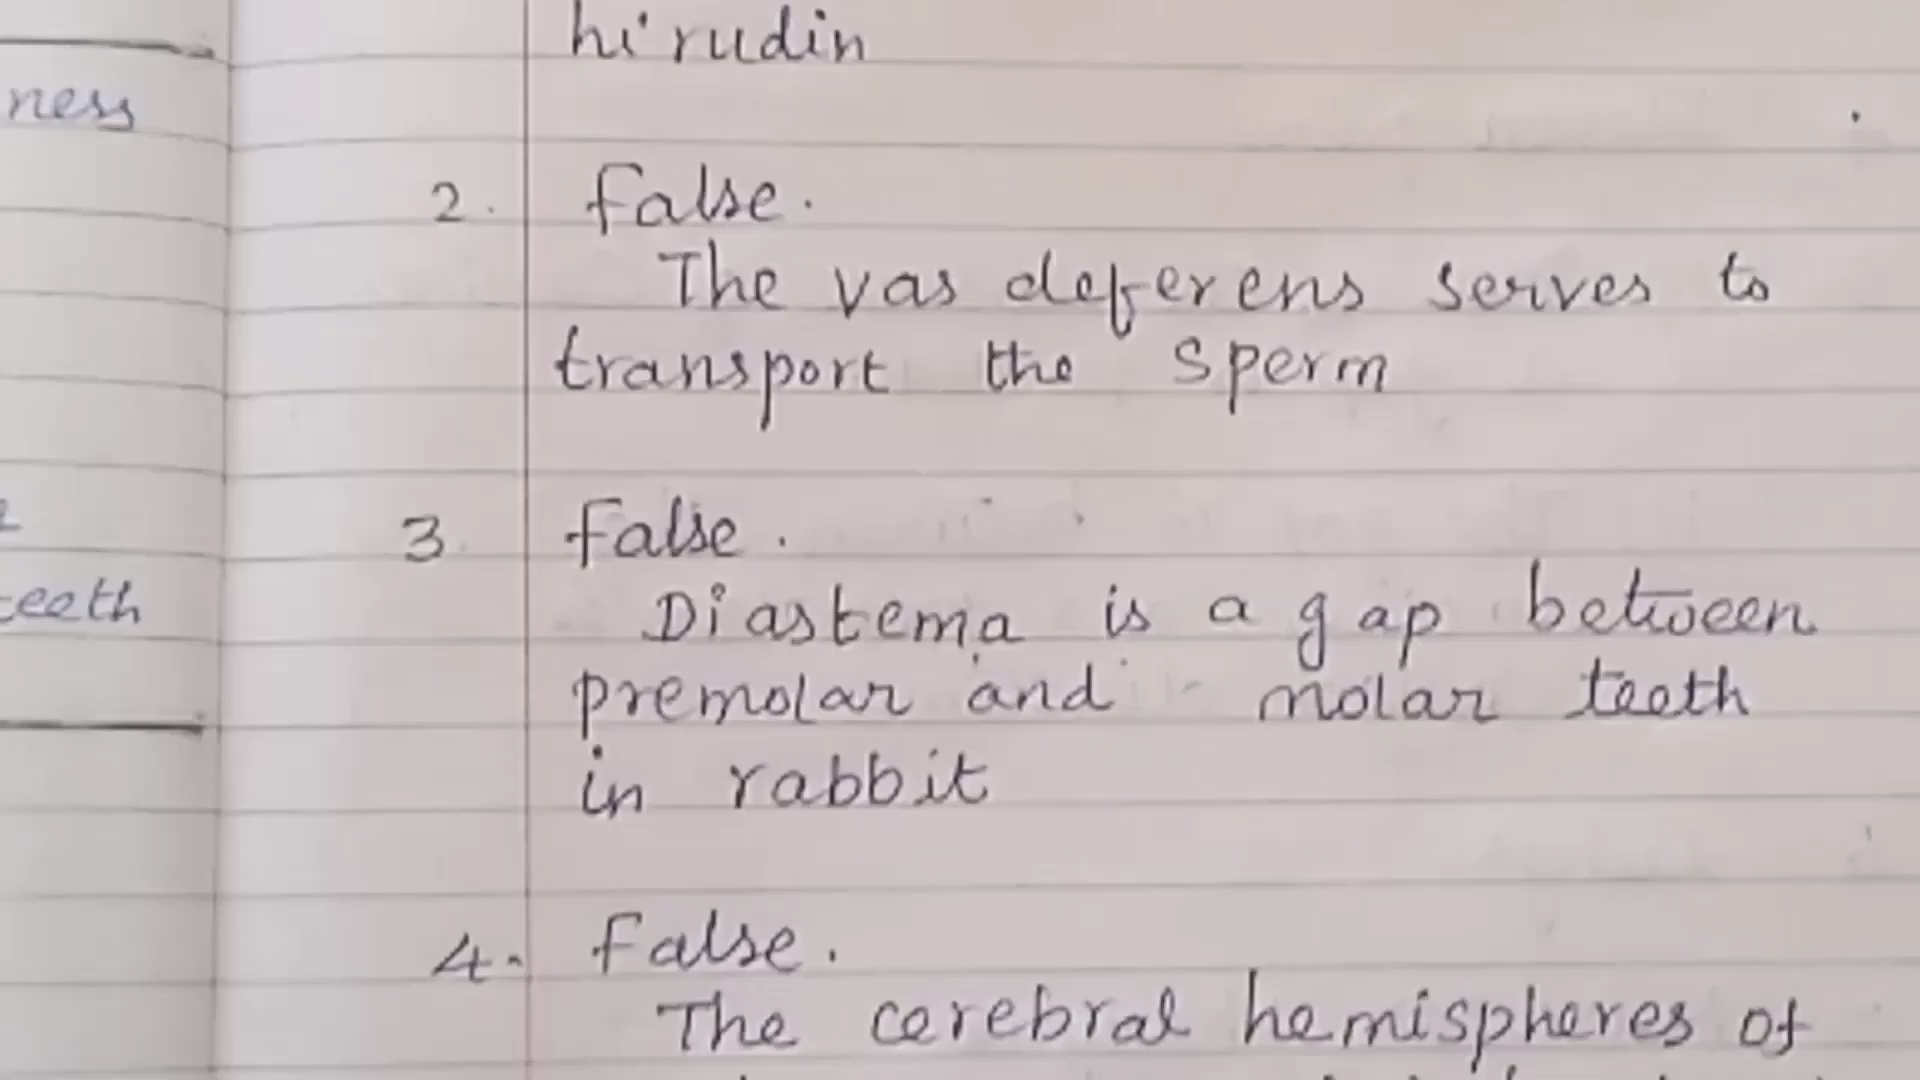 hirudin
ness
2. False.
The vas deferens serves to
transport the sperm
3 False.
teeth
Diastema is a gap between
premolar and molar teeth
in rabbit
4. False.
The cerebral hemispheres of